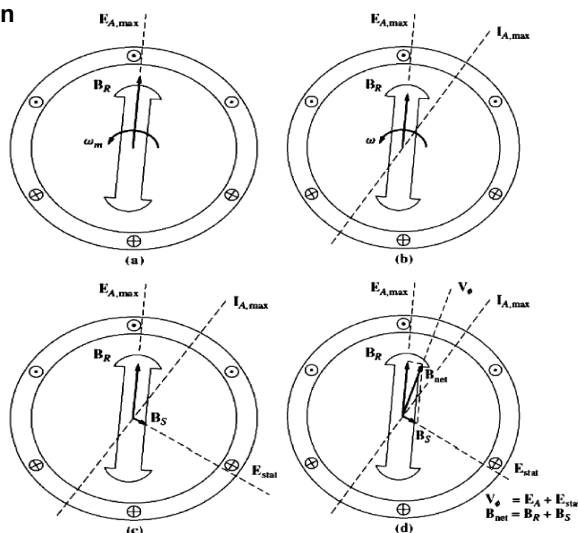 n
E_A,max
B_R
ω_m
(a)
E_A,max
I_A,max
B_R
ω
(b)
E_A,max
I_A,max
B_R
B_S
E_stat
(c)
E_A,max
V_ϕ
I_A,max
B_R
B_net
B_S
E_stat
V_ϕ = E_A + E_stat
B_net = B_R + B_S
(d)